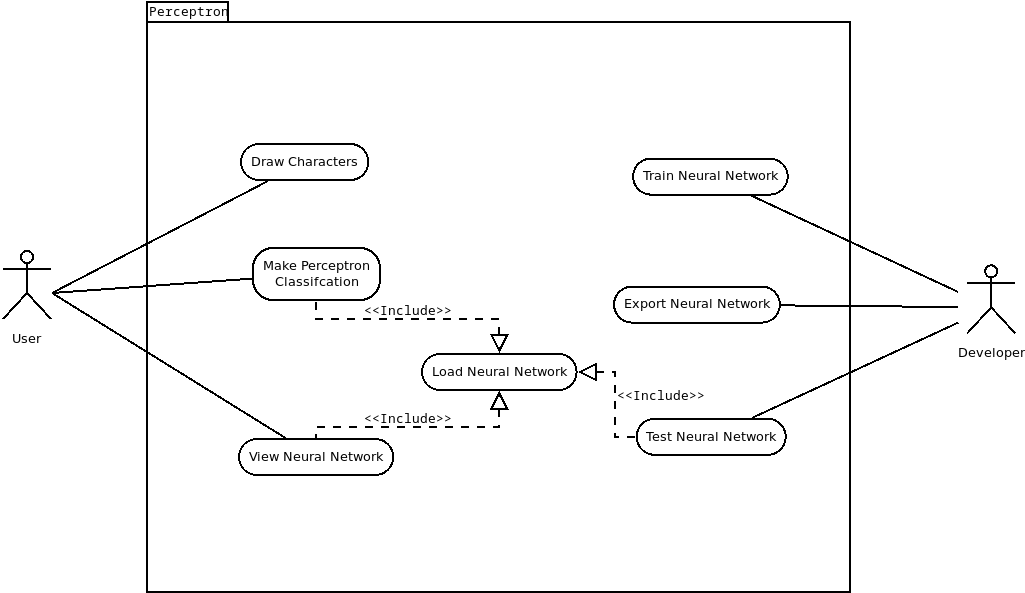 Perceptron
Draw Characters
Train Neural Network
Make Perceptron
Classifcation
Export Neural Network
<<Include>>
User
Developer
Load Neural Network
<<Include>>
<<Include>>
Test Neural Network
View Neural Network